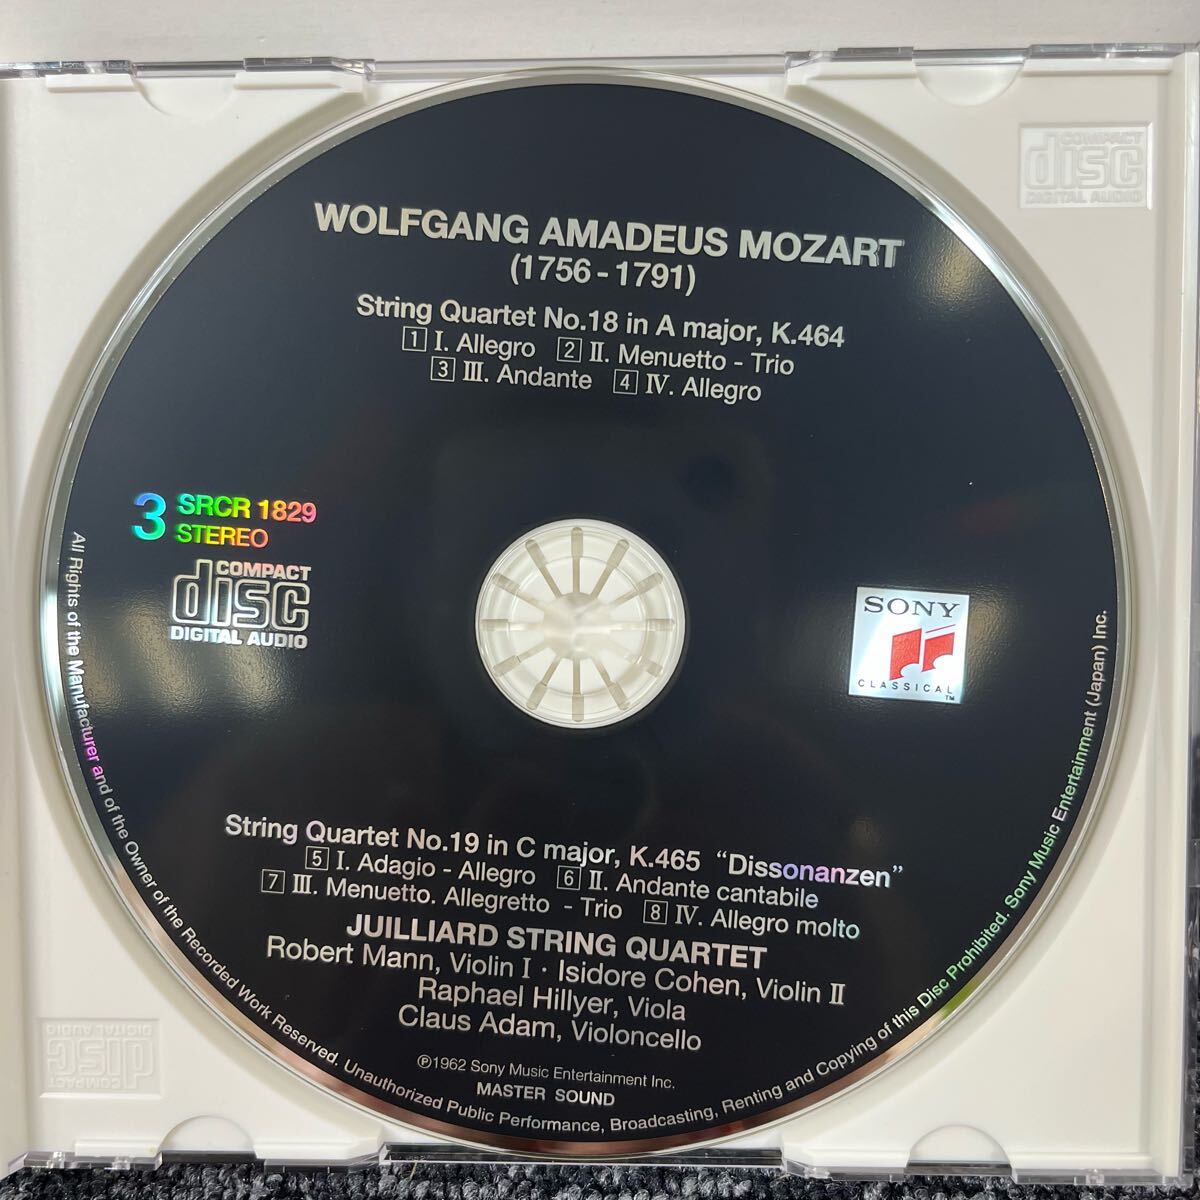 WOLFGANG AMADEUS MOZART
(1756 - 1791)
String Quartet No.18 in A major, K.464
1 I. Allegro 2 II. Menuetto - Trio
3 III. Andante 4 IV. Allegro
3 SRCR 1829
STEREO
COMPACT
disc
DIGITAL AUDIO
SONY
CLASSICAL
TM
String Quartet No.19 in C major, K.465 “Dissonanzen”
5 I. Adagio - Allegro 6 II. Andante cantabile
7 III. Menuetto. Allegretto - Trio 8 IV. Allegro molto
JUILLIARD STRING QUARTET
Robert Mann, Violin I · Isidore Cohen, Violin II
Raphael Hillyer, Viola
Claus Adam, Violoncello
℗1962 Sony Music Entertainment Inc.
MASTER SOUND
All Rights of the Manufacturer and of the Owner of the Recorded Work Reserved. Unauthorized Public Performance, Broadcasting, Renting and Copying of this Disc Prohibited. Sony Music Entertainment (Japan) Inc.
COMPACT
disc
DIGITAL AUDIO
COMPACT
disc
DIGITAL AUDIO